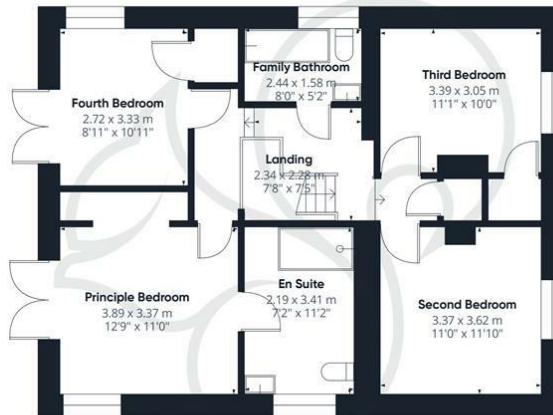 Family Bathroom
2.44 x 1.58 m
8'0" x 5'2"
Third Bedroom
3.39 x 3.05 m
11'1" x 10'0"
Fourth Bedroom
2.72 x 3.33 m
8'11" x 10'11"
Landing
2.34 x 2.28 m
7'8" x 7'5"
Principle Bedroom
3.89 x 3.37 m
12'9" x 11'0"
En Suite
2.19 x 3.41 m
7'2" x 11'2"
Second Bedroom
3.37 x 3.62 m
11'0" x 11'10"